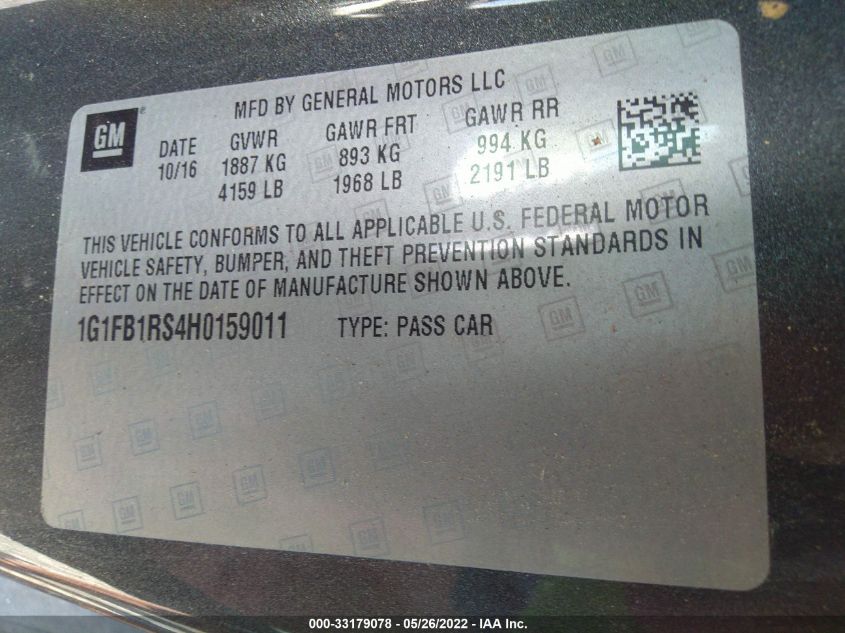 GM
MFD BY GENERAL MOTORS LLC
DATE GVWR GAWR FRT GAWR RR
10/16 1887 KG 893 KG 994 KG
4159 LB 1968 LB 2191 LB
THIS VEHICLE CONFORMS TO ALL APPLICABLE U.S. FEDERAL MOTOR
VEHICLE SAFETY, BUMPER, AND THEFT PREVENTION STANDARDS IN
EFFECT ON THE DATE OF MANUFACTURE SHOWN ABOVE.
1G1FB1RS4H0159011 TYPE: PASS CAR
000-33179078 - 05/26/2022 - IAA Inc.